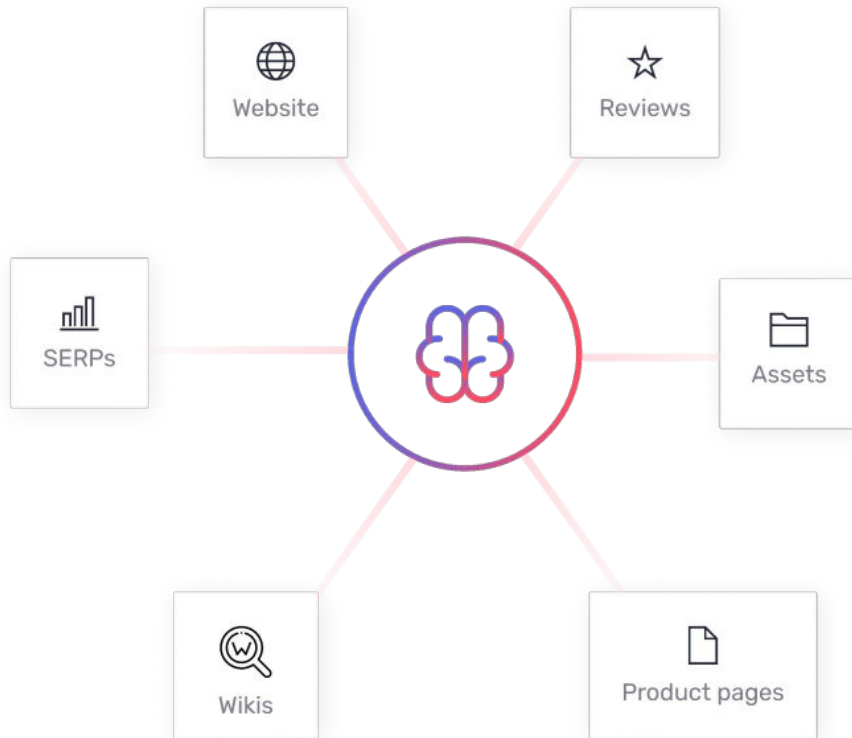 Website
Reviews
SERPs
Assets
W
Wikis
Product pages